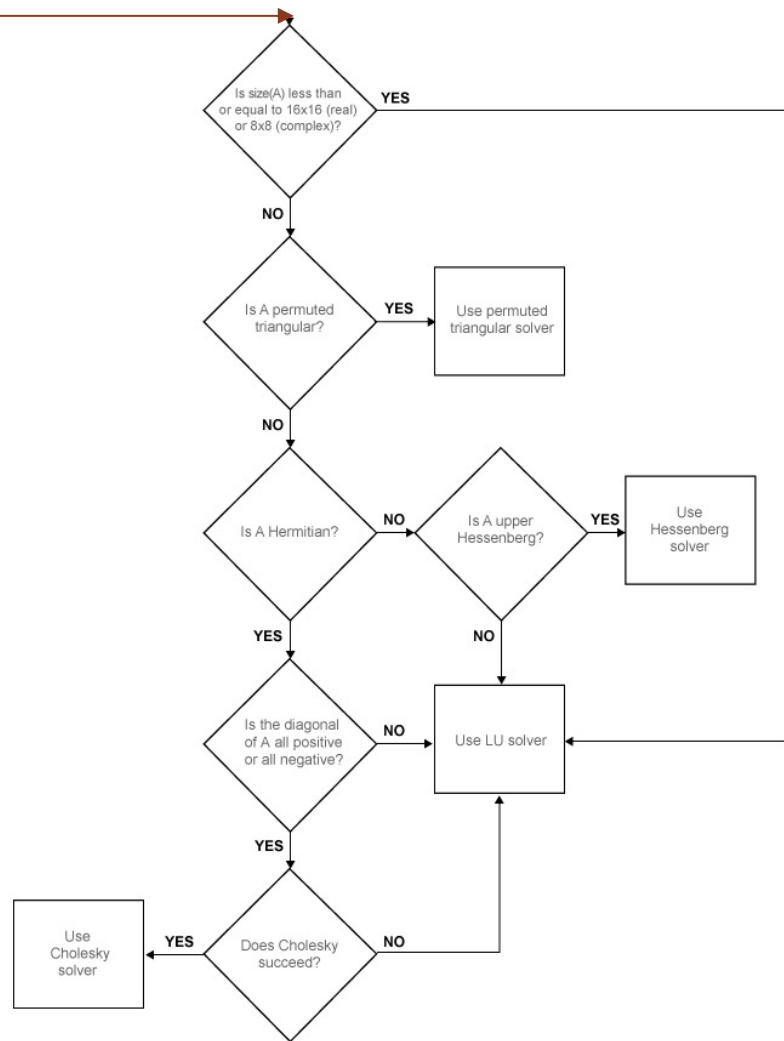 Is size(A) less than
or equal to 16x16 (real)
or 8x8 (complex)?
YES
NO
Is A permuted
triangular?
YES
Use permuted
triangular solver
NO
Is A Hermitian?
NO
Is A upper
Hessenberg?
YES
Use
Hessenberg
solver
YES
NO
Is the diagonal
of A all positive
or all negative?
NO
Use LU solver
YES
Use
Cholesky
solver
YES
Does Cholesky
succeed?
NO